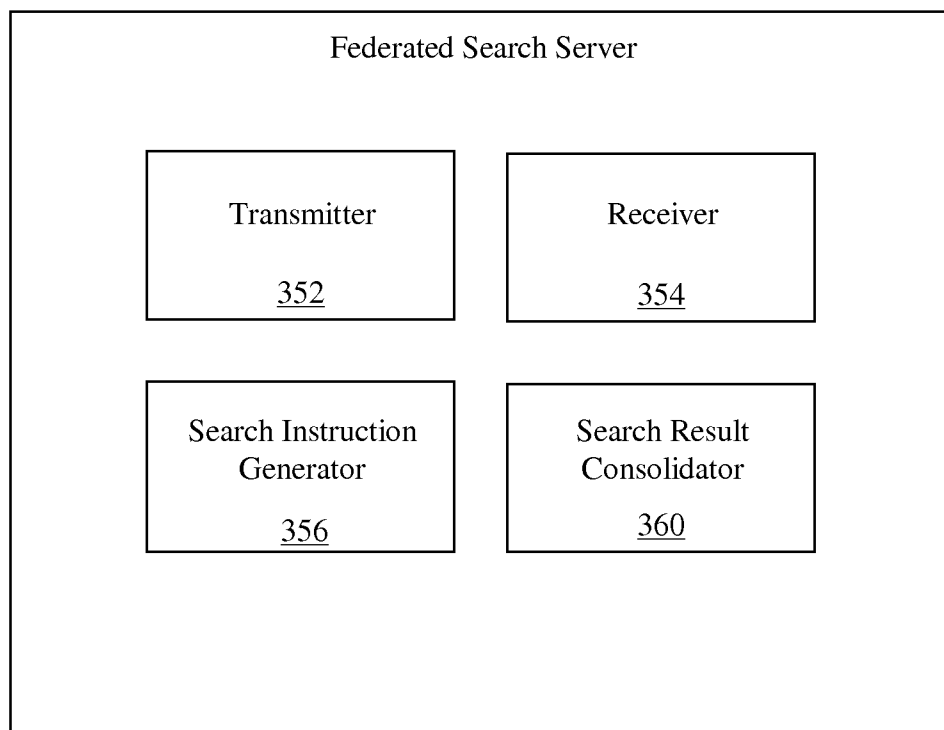 Federated Search Server
Transmitter
352
Receiver
354
Search Instruction
Generator
356
Search Result
Consolidator
360